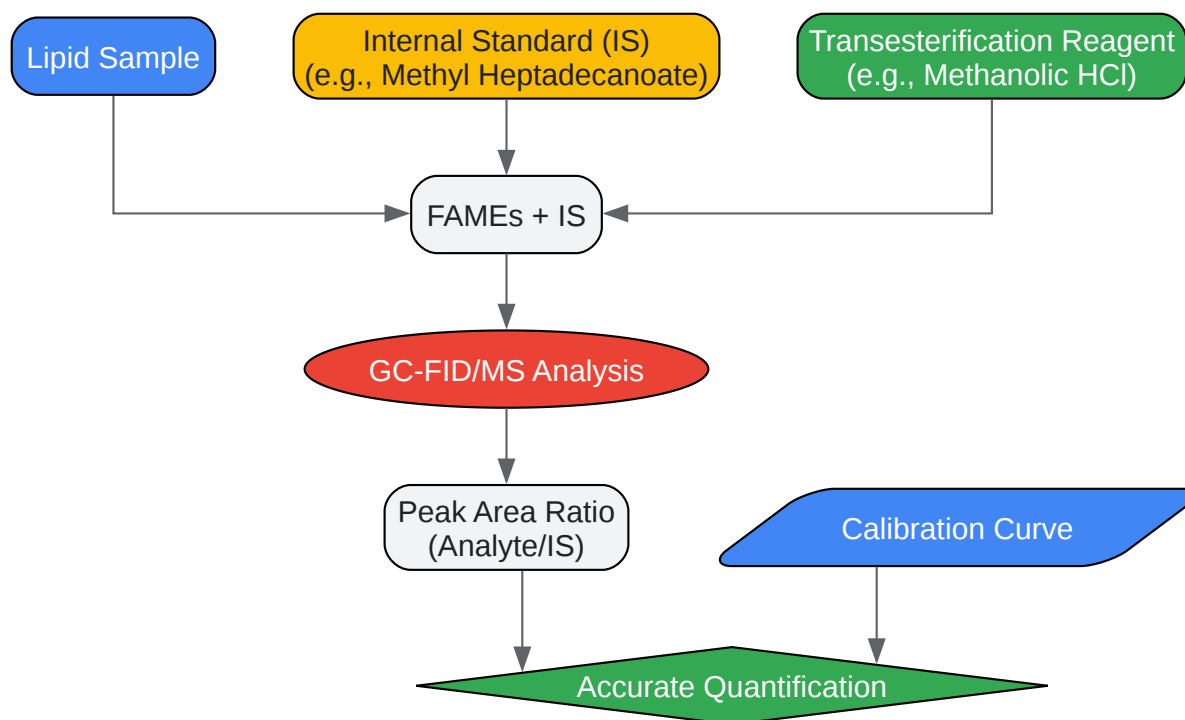 Lipid Sample
Internal Standard (IS)
(e.g., Methyl Heptadecanoate)
Transesterification Reagent
(e.g., Methanolic HCl)
FAMEs + IS
GC-FID/MS Analysis
Peak Area Ratio
(Analyte/IS)
Calibration Curve
Accurate Quantification